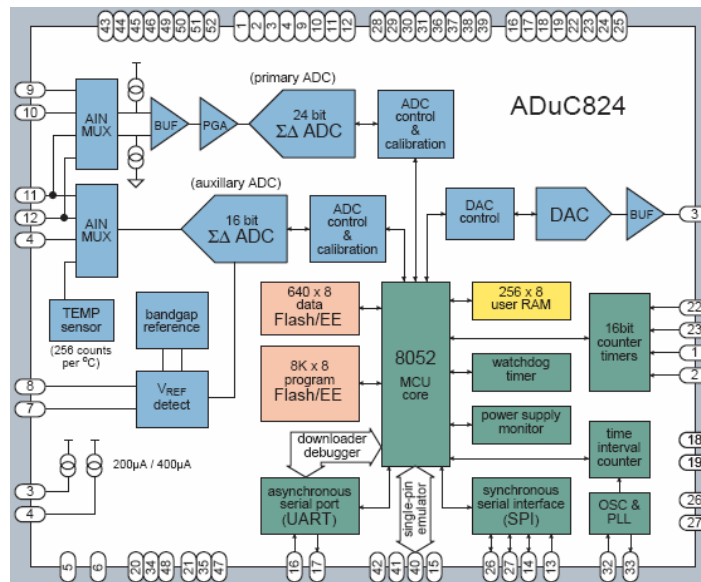 43 44 45 46 49 50 51 52
1 2 3 4 9 10 11 12
28 29 30 31 36 37 38 39
16 17 18 19 22 23 24 25
ADuC824
(primary ADC)
9
10
AIN
MUX
BUF
PGA
24 bit
ΣΔ ADC
ADC
control
&
calibration
(auxillary ADC)
11
12
4
AIN
MUX
16 bit
ΣΔ ADC
ADC
control
&
calibration
DAC
control
DAC
BUF
3
TEMP
sensor
(256 counts
per °C)
bandgap
reference
640 x 8
data
Flash/EE
8052
MCU
core
256 x 8
user RAM
16bit
counter
timers
22
23
1
2
8
7
VREF
detect
8K x 8
program
Flash/EE
watchdog
timer
power supply
monitor
downloader
debugger
time
interval
counter
18
19
200µA / 400µA
3
4
asynchronous
serial port
(UART)
single-pin
emulator
synchronous
serial interface
(SPI)
OSC &
PLL
26
27
5 6 20 34 48 21 35 47 16 17 42 41 40 15 26 27 14 13 32 33